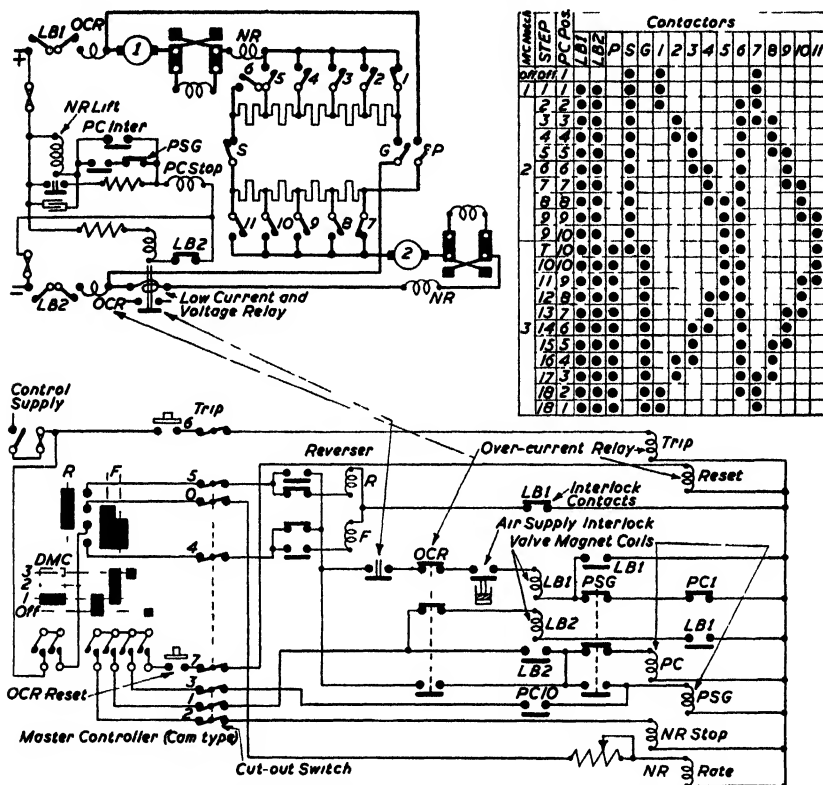 LB1 OCR
+
1
NR
6 5 4 3 2 1
NR Lift
PC Inter
PSG
PC Stop
S
G P
11 10 9 8 7
LB2
2
NR
−
LB2
OCR
Low Current and
Voltage Relay
Contactors
MC Notch STEP PC Pos. LB1 LB2 P S G 1 2 3 4 5 6 7 8 9 10 11
Off Off 1
1 1 1
2 2
3 3
4 4
5 5
2 6 6
7 7
8 8
9 9
9 10
T 10
10 10
11 9
12 8
13 7
3 14 6
15 5
16 4
17 3
18 2
18 1
Control
Supply
6
Trip
R F
5
0
4
Reverser
R
F
Over-current Relay
Trip
Reset
LB1 Interlock
Contacts
OCR
Air Supply Interlock
Valve Magnet Coils
LB1
LB1
PSG
PC1
DMC
3
2
1
Off
LB2
LB1
LB2
PC
OCR Reset
7
3
1
2
PC10
PSG
Master Controller (Cam type)
Cut-out Switch
NR Stop
NR Rate